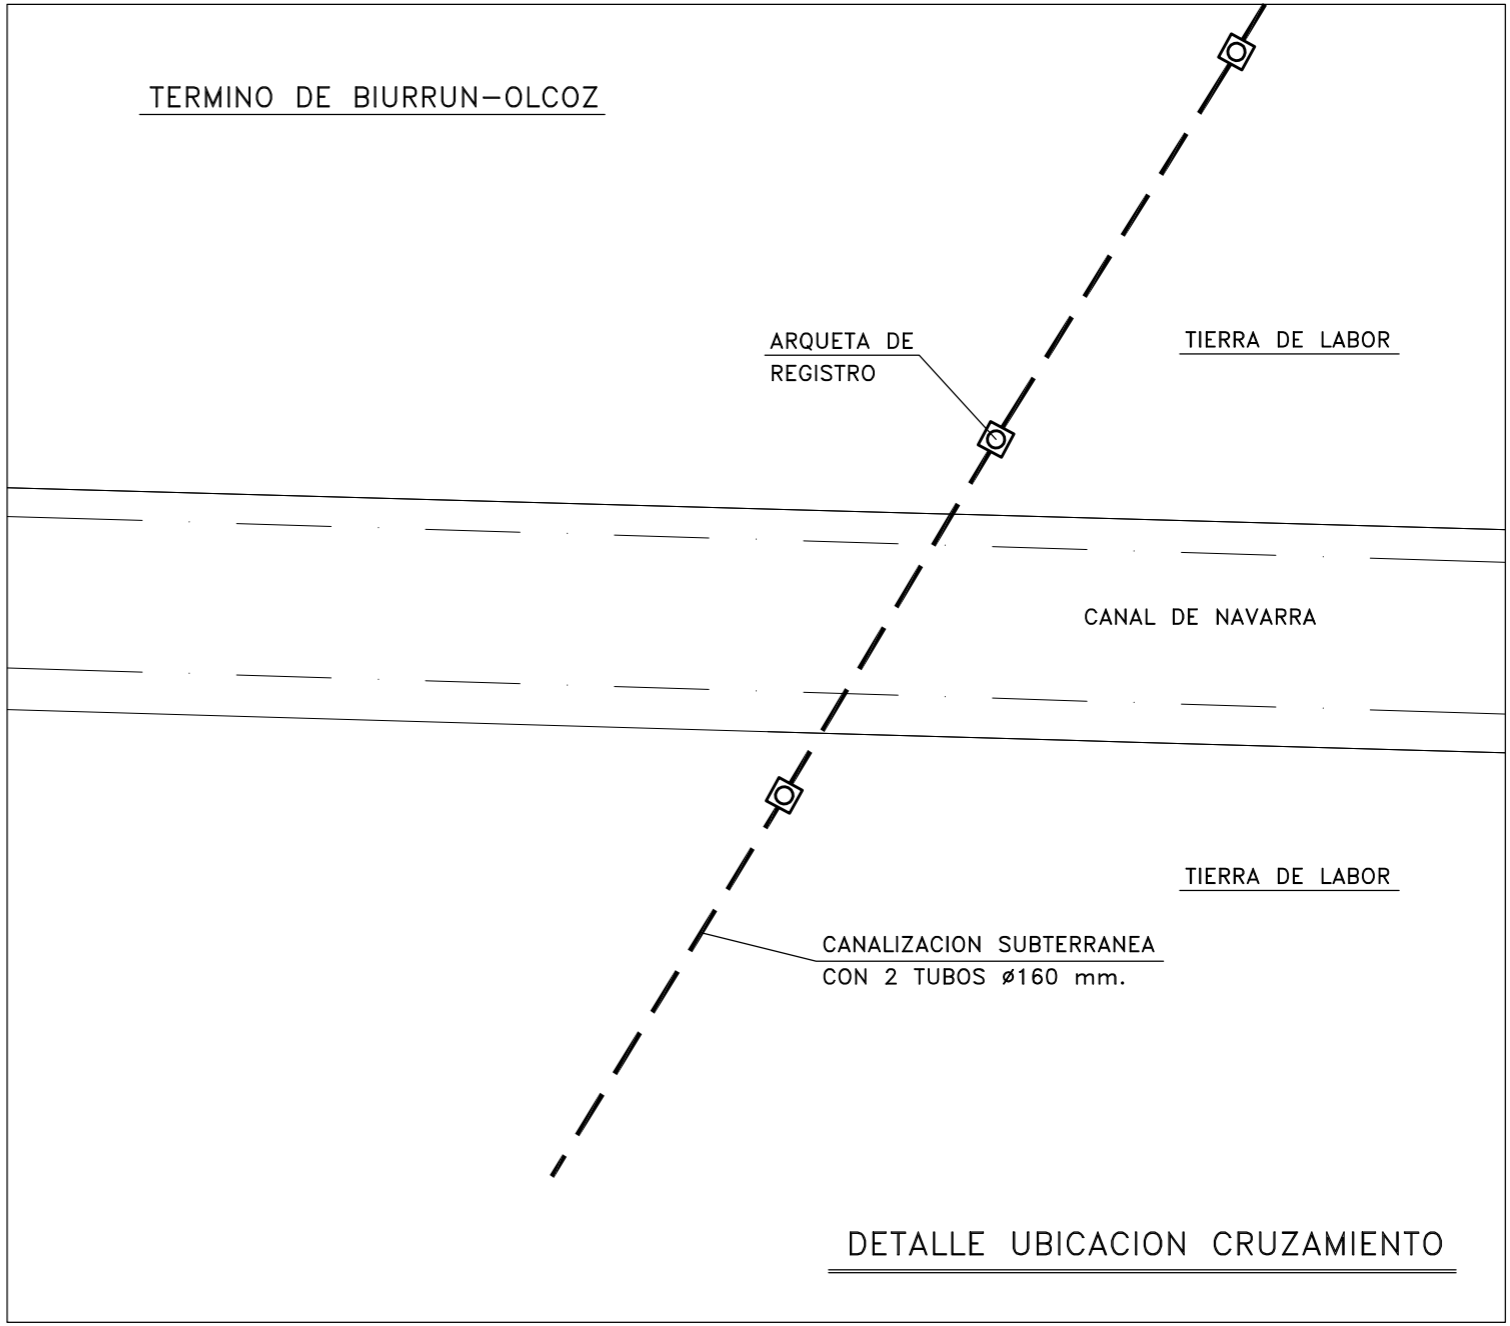 TERMINO DE BIURRUN-OLCOZ
ARQUETA DE
REGISTRO
TIERRA DE LABOR
CANAL DE NAVARRA
TIERRA DE LABOR
CANALIZACION SUBTERRANEA
CON 2 TUBOS ø160 mm.
DETALLE UBICACION CRUZAMIENTO